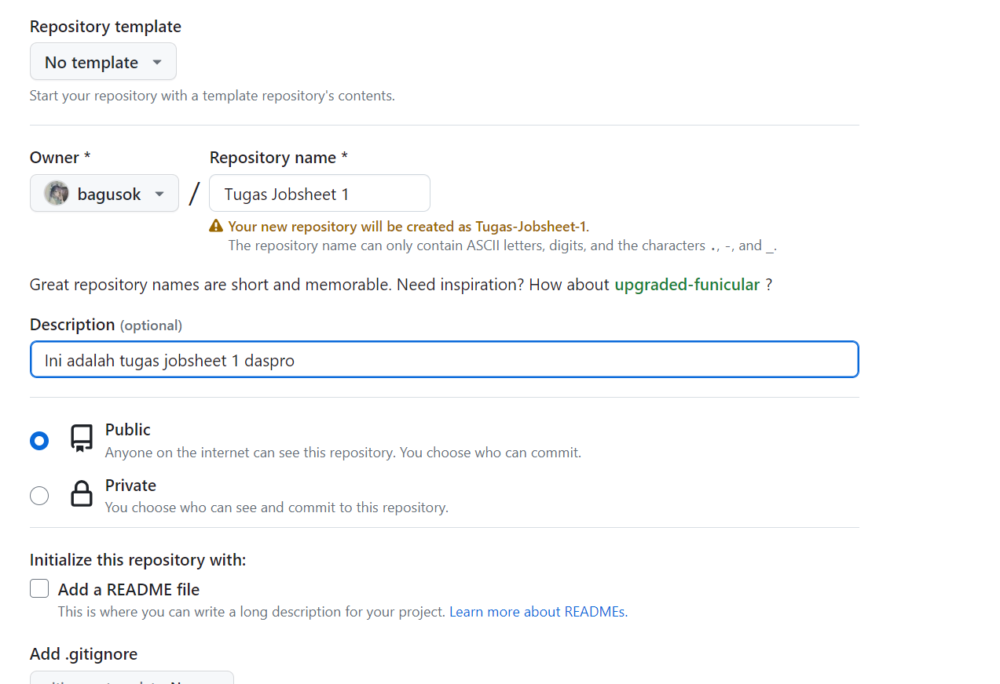 Repository template
No template
Start your repository with a template repository's contents.
Owner *
Repository name *
bagusok
/
Tugas Jobsheet 1
Your new repository will be created as Tugas-Jobsheet-1.
The repository name can only contain ASCII letters, digits, and the characters ., -, and _.
Great repository names are short and memorable. Need inspiration? How about upgraded-funicular ?
Description (optional)
Ini adalah tugas jobsheet 1 daspro
Public
Anyone on the internet can see this repository. You choose who can commit.
Private
You choose who can see and commit to this repository.
Initialize this repository with:
Add a README file
This is where you can write a long description for your project. Learn more about READMEs.
Add .gitignore